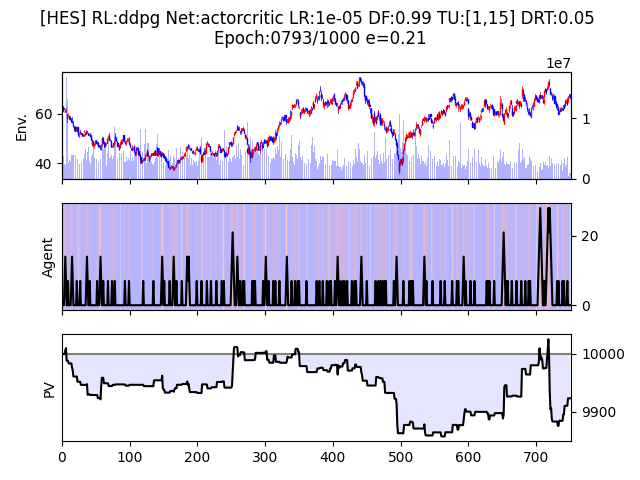 [HES] RL:ddpg Net:actorcritic LR:1e-05 DF:0.99 TU:[1,15] DRT:0.05
Epoch:0793/1000 e=0.21
1e7
Env.
60
40
1
0
Agent
20
0
PV
10000
9900
0 100 200 300 400 500 600 700